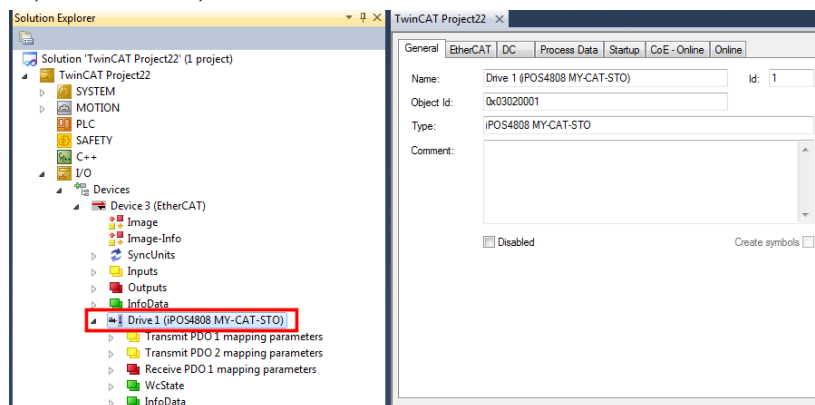 Solution Explorer
Solution 'TwinCAT Project22' (1 project)
TwinCAT Project22
SYSTEM
MOTION
PLC
SAFETY
C++
I/O
Devices
Device 3 (EtherCAT)
Image
Image-Info
SyncUnits
Inputs
Outputs
InfoData
Drive 1 (iPOS4808 MY-CAT-STO)
Transmit PDO 1 mapping parameters
Transmit PDO 2 mapping parameters
Receive PDO 1 mapping parameters
WcState
InfoData
TwinCAT Project22
General EtherCAT DC Process Data Startup CoE - Online Online
Name: Drive 1 (iPOS4808 MY-CAT-STO) Id: 1
Object Id: 0x03020001
Type: iPOS4808 MY-CAT-STO
Comment:
Disabled Create symbols